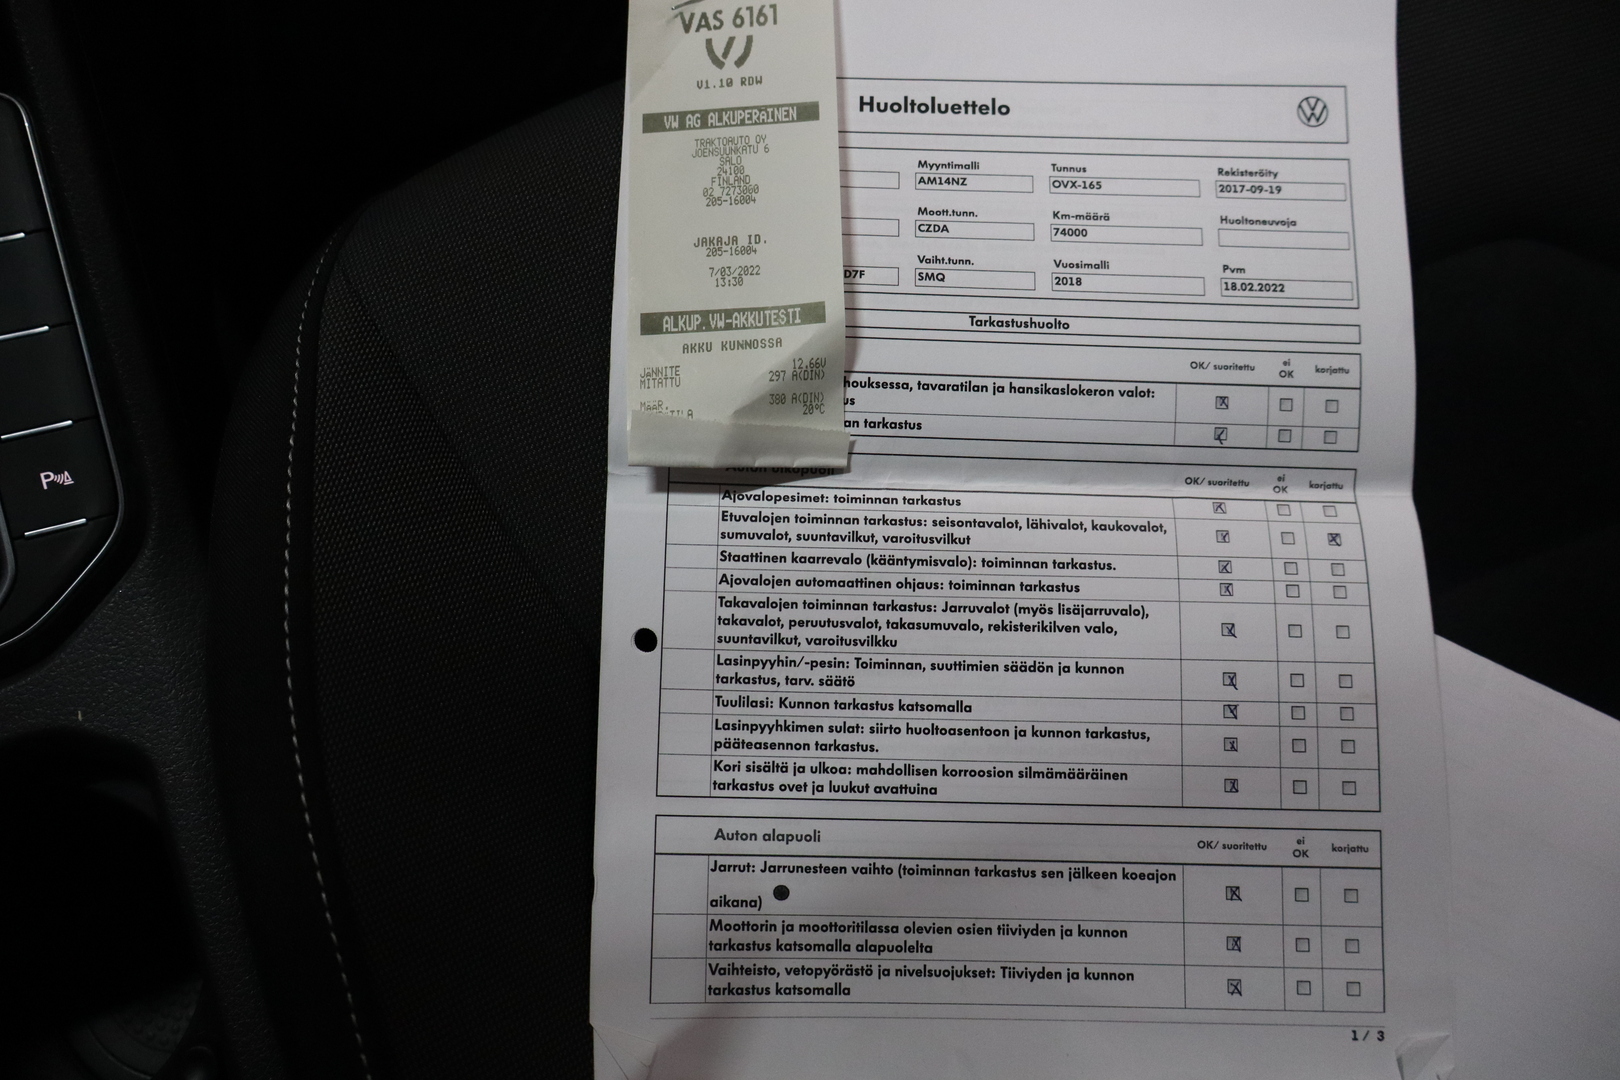 VAS 6161
V1.10 RDW
VW AG ALKUPERÄINEN
TRAKTOAUTO OY
JOENSUUNKATU 6
SALO
24100
FINLAND
02 7273060
205-16004
JAKAJA ID.
205-16004
7/03/2022
13:30
ALKUP.VW-AKKUTESTI
AKKU KUNNOSSA
JÄNNITE 12.66V
MITATTU 297 A(DIN)
MÄÄR. 380 A(DIN)
TILA 20°C
Huoltoluettelo
Myyntimalli Tunnus Rekisteröity
AM14NZ OVX-165 2017-09-19
Moott.tunn. Km-määrä Huoltoneuvoja
CZDA 74000
Vaiht.tunn. Vuosimalli Pvm
D7F SMQ 2018 18.02.2022
Tarkastushuolto
OK/ suoritettu ei OK korjattu
houksessa, tavaratilan ja hansikaslokeron valot:
us
an tarkastus
Auton ulkopuoli OK/ suoritettu ei OK korjattu
Ajovalopesimet: toiminnan tarkastus
Etuvalojen toiminnan tarkastus: seisontavalot, lähivalot, kaukovalot,
sumuvalot, suuntavilkut, varoitusvilkut
Staattinen kaarrevalo (kääntymisvalo): toiminnan tarkastus.
Ajovalojen automaattinen ohjaus: toiminnan tarkastus
Takavalojen toiminnan tarkastus: Jarruvalot (myös lisäjarruvalo),
takavalot, peruutusvalot, takasumuvalo, rekisterikilven valo,
suuntavilkut, varoitusvilkku
Lasinpyyhin/-pesin: Toiminnan, suuttimien säädön ja kunnon
tarkastus, tarv. säätö
Tuulilasi: Kunnon tarkastus katsomalla
Lasinpyyhkimen sulat: siirto huoltoasentoon ja kunnon tarkastus,
pääteasennon tarkastus.
Kori sisältä ja ulkoa: mahdollisen korroosion silmämääräinen
tarkastus ovet ja luukut avattuina
Auton alapuoli OK/ suoritettu ei OK korjattu
Jarrut: Jarrunesteen vaihto (toiminnan tarkastus sen jälkeen koeajon
aikana)
Moottorin ja moottoritilassa olevien osien tiiviyden ja kunnon
tarkastus katsomalla alapuolelta
Vaihteisto, vetopyörästö ja nivelsuojukset: Tiiviyden ja kunnon
tarkastus katsomalla
1 / 3
P